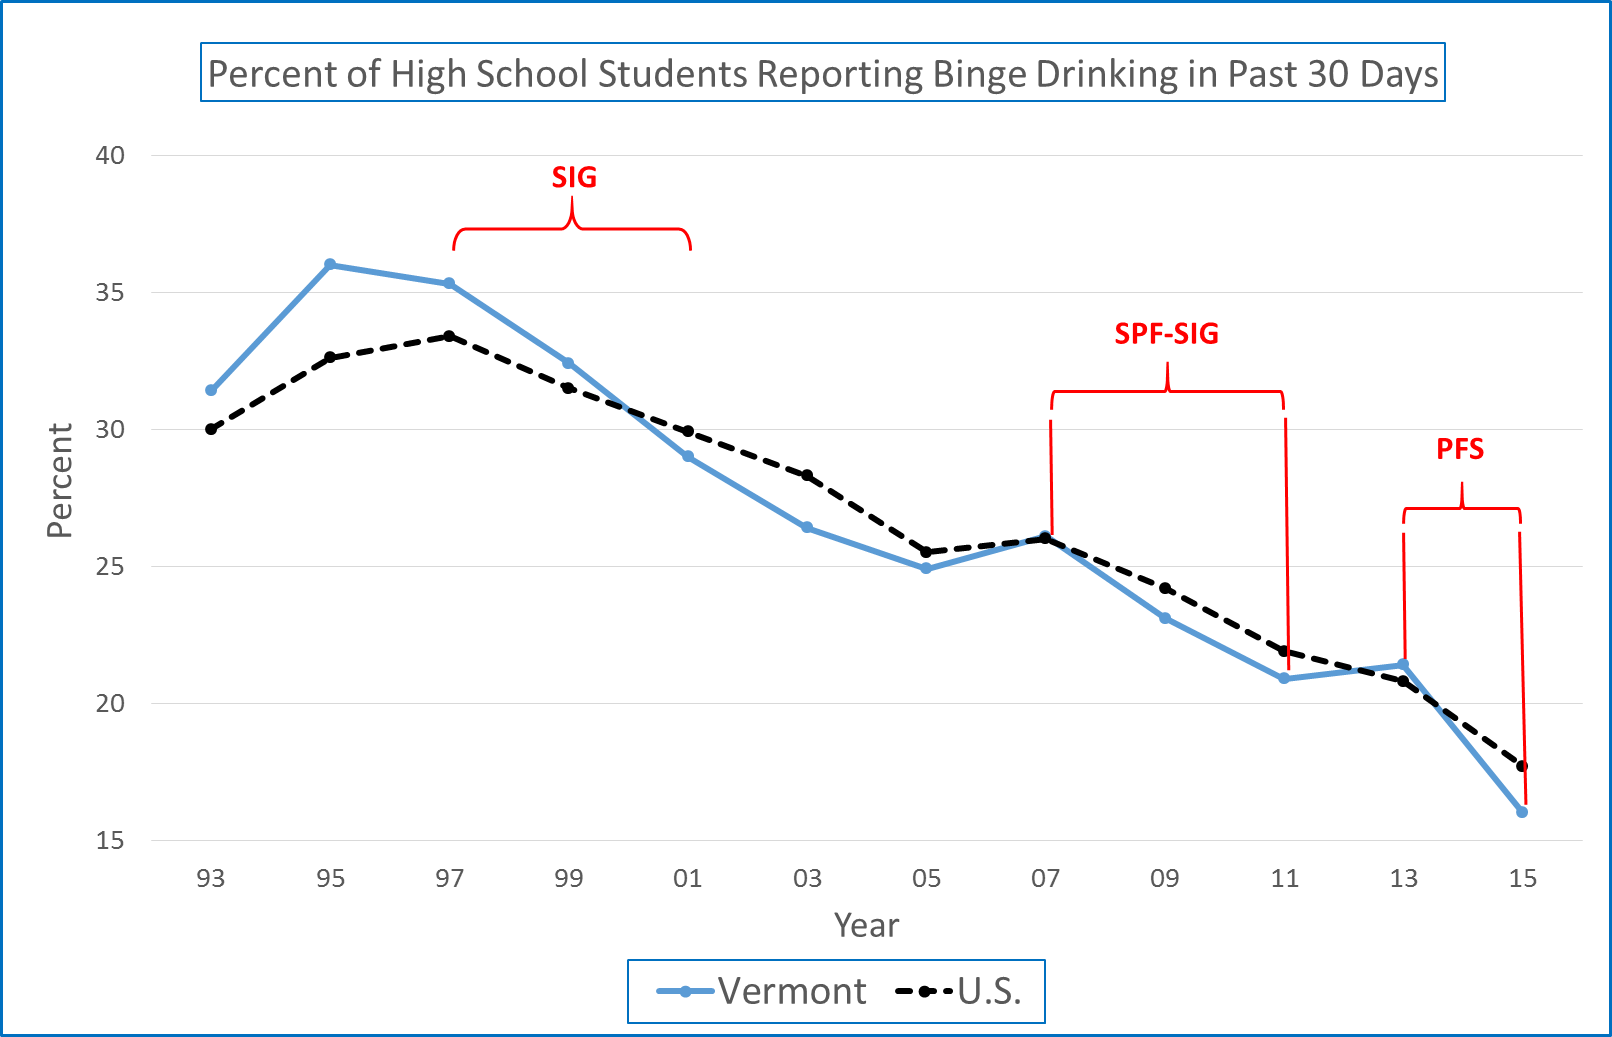 Percent of High School Students Reporting Binge Drinking in Past 30 Days
40
35
30
25
20
15
Percent
SIG
SPF-SIG
PFS
93 95 97 99 01 03 05 07 09 11 13 15
Year
Vermont U.S.